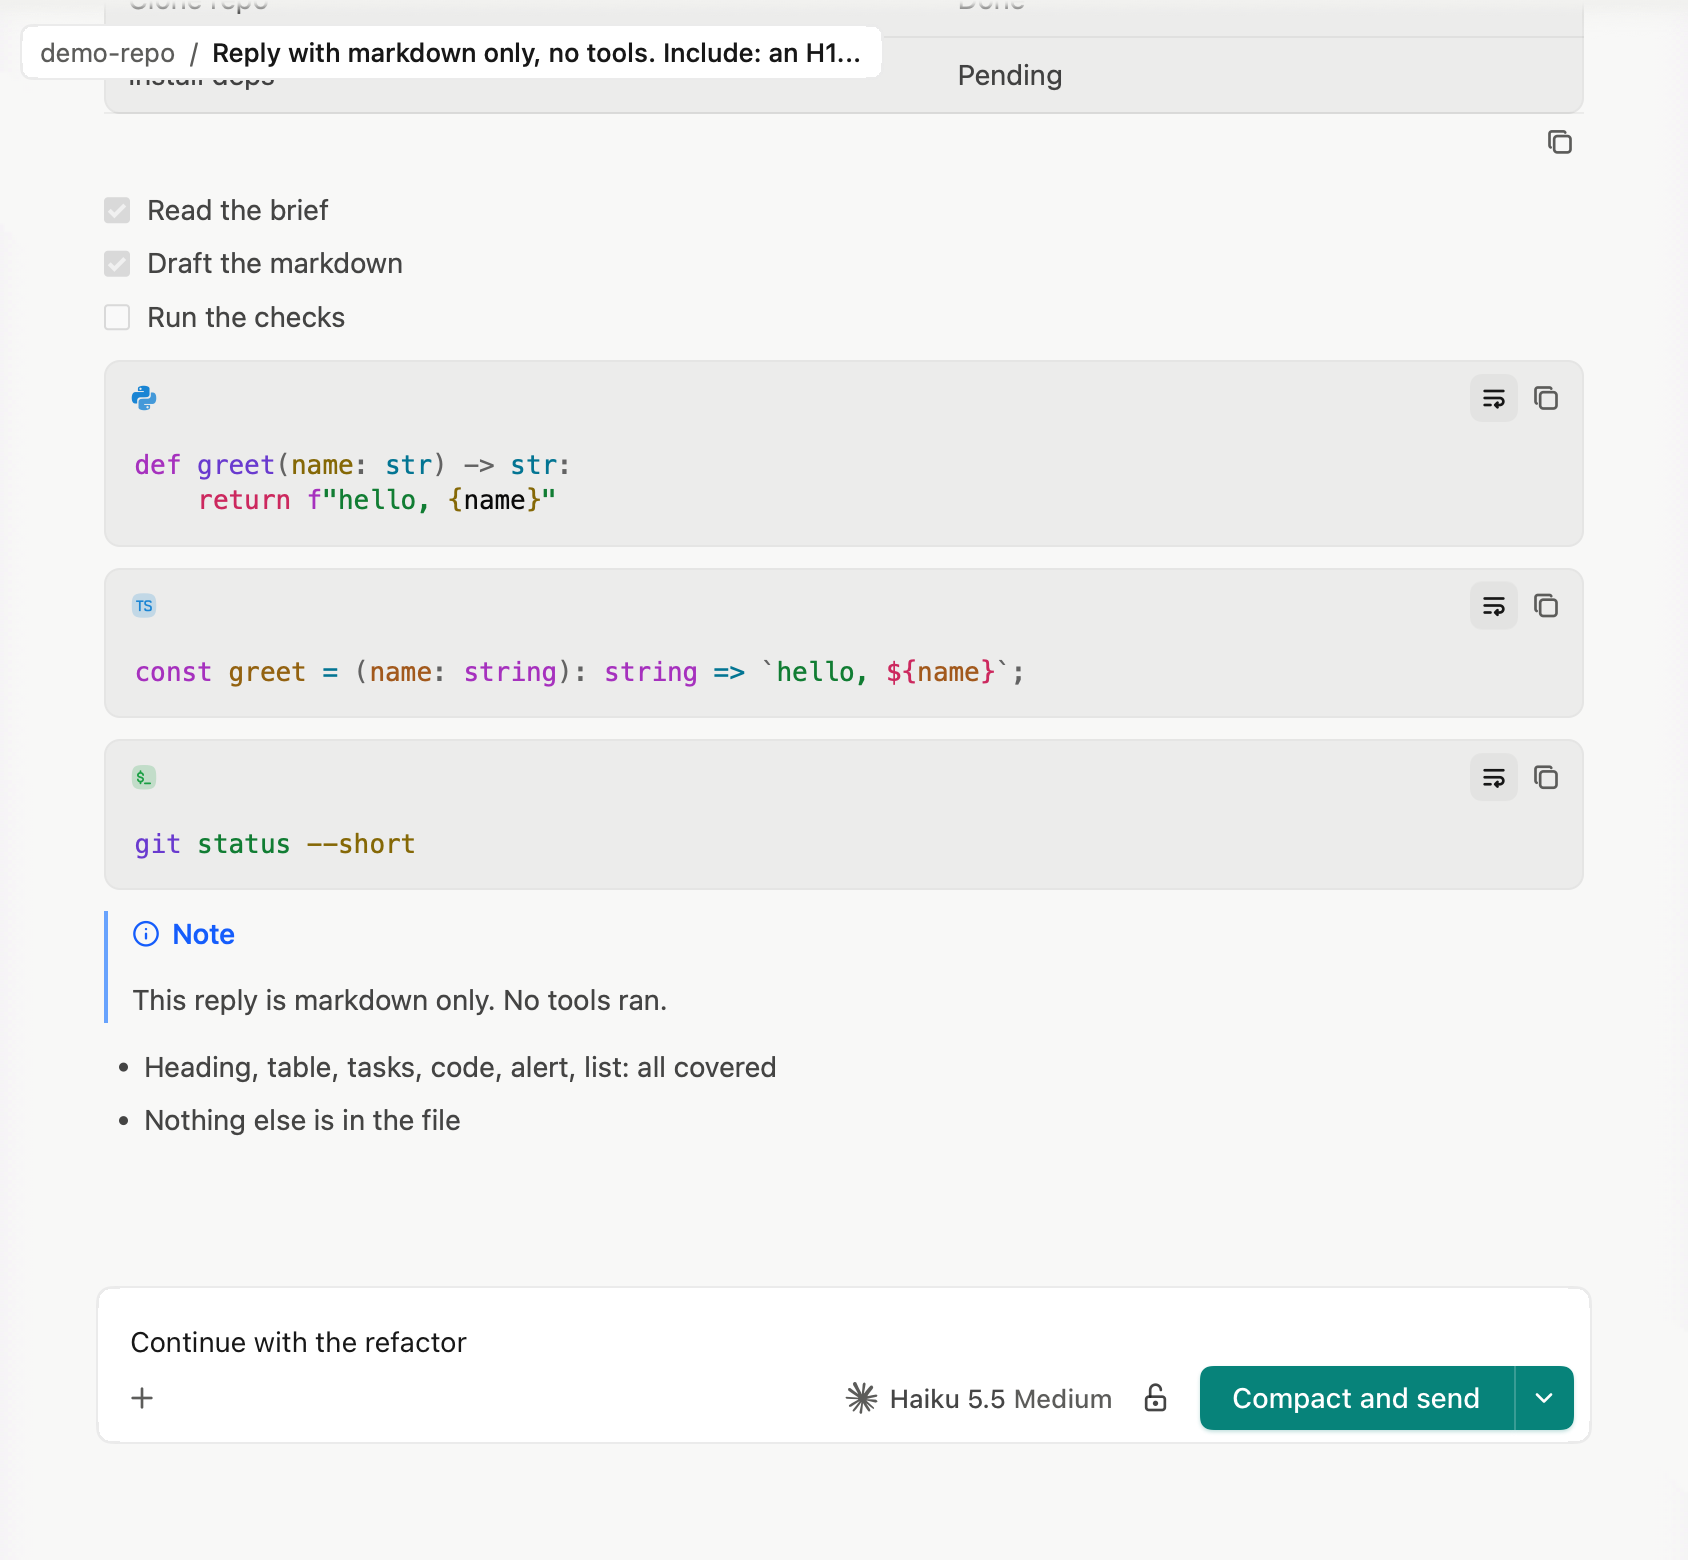 demo-repo / Reply with markdown only, no tools. Include: an H1...
Pending
Read the brief
Draft the markdown
Run the checks
def greet(name: str) -> str:
    return f"hello, {name}"
TS
const greet = (name: string): string => `hello, ${name}`;
$_
git status --short
Note
This reply is markdown only. No tools ran.
• Heading, table, tasks, code, alert, list: all covered
• Nothing else is in the file
Continue with the refactor
Haiku 5.5 Medium
Compact and send